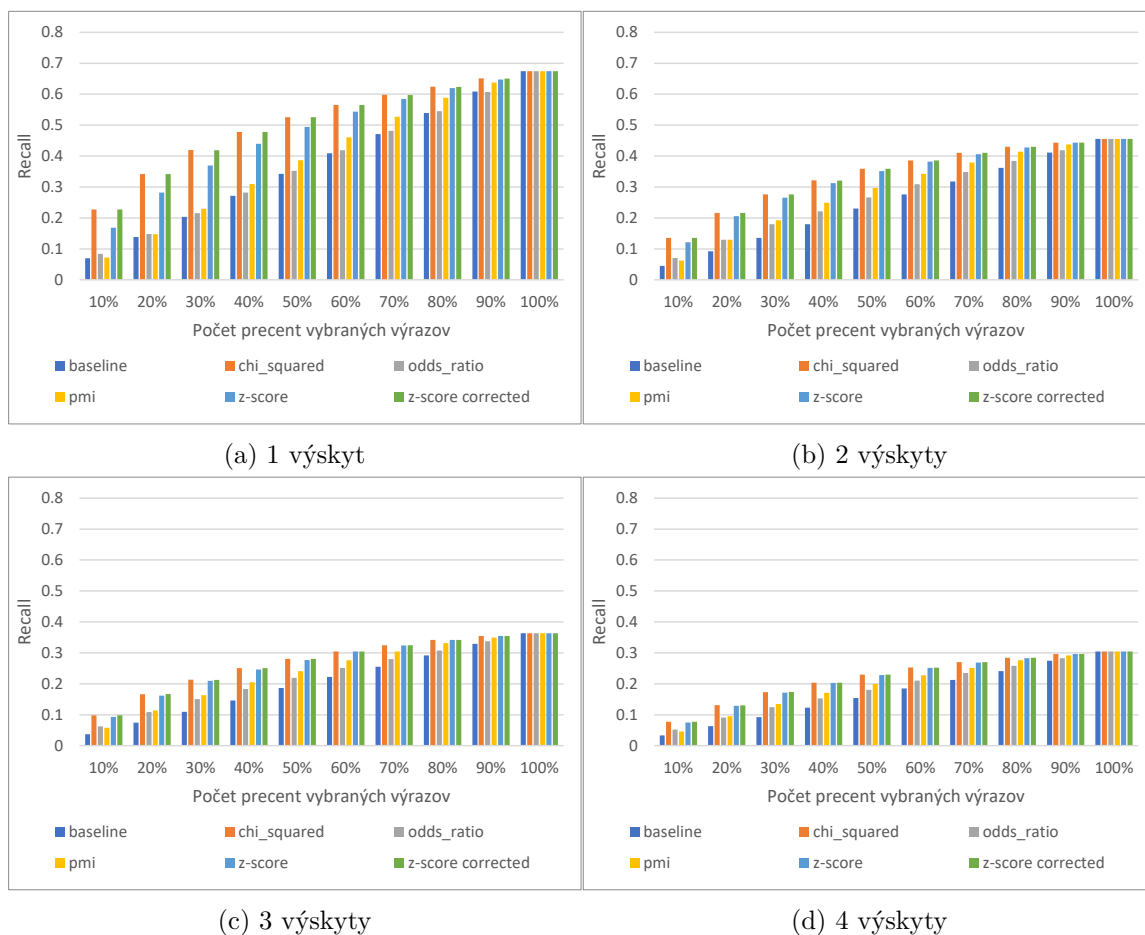 0.8
0.7
0.6
0.5
0.4
0.3
0.2
0.1
0
Recall
10% 20% 30% 40% 50% 60% 70% 80% 90% 100%
Počet precent vybraných výrazov
baseline chi_squared odds_ratio
pmi z-score z-score corrected
(a) 1 výskyt
0.8
0.7
0.6
0.5
0.4
0.3
0.2
0.1
0
Recall
10% 20% 30% 40% 50% 60% 70% 80% 90% 100%
Počet precent vybraných výrazov
baseline chi_squared odds_ratio
pmi z-score z-score corrected
(b) 2 výskyty
0.8
0.7
0.6
0.5
0.4
0.3
0.2
0.1
0
Recall
10% 20% 30% 40% 50% 60% 70% 80% 90% 100%
Počet precent vybraných výrazov
baseline chi_squared odds_ratio
pmi z-score z-score corrected
(c) 3 výskyty
0.8
0.7
0.6
0.5
0.4
0.3
0.2
0.1
0
Recall
10% 20% 30% 40% 50% 60% 70% 80% 90% 100%
Počet precent vybraných výrazov
baseline chi_squared odds_ratio
pmi z-score z-score corrected
(d) 4 výskyty